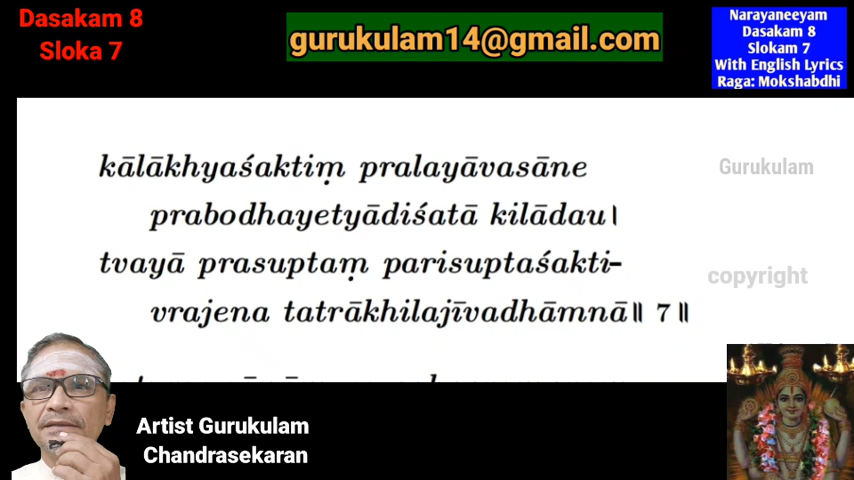 Dasakam 8
Sloka 7
gurukulam14@gmail.com
Narayaneeyam
Dasakam 8
Slokam 7
With English Lyrics
Raga: Mokshabdhi
kālākhyaśaktiṃ pralayāvasāne
prabodhayetyādiśatā kilādau।
tvayā prasuptaṃ parisuptaśakti-
vrajena tatrākhilajīvadhāmnā॥ 7॥
Gurukulam
copyright
Artist Gurukulam
Chandrasekaran